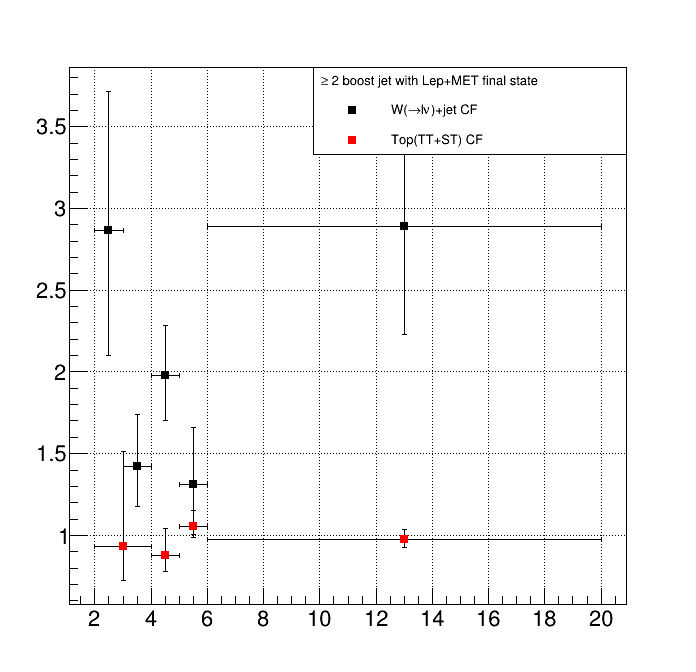 ≥ 2 boost jet with Lep+MET final state
W(→lν)+jet CF
Top(TT+ST) CF
3.5
3
2.5
2
1.5
1
2 4 6 8 10 12 14 16 18 20